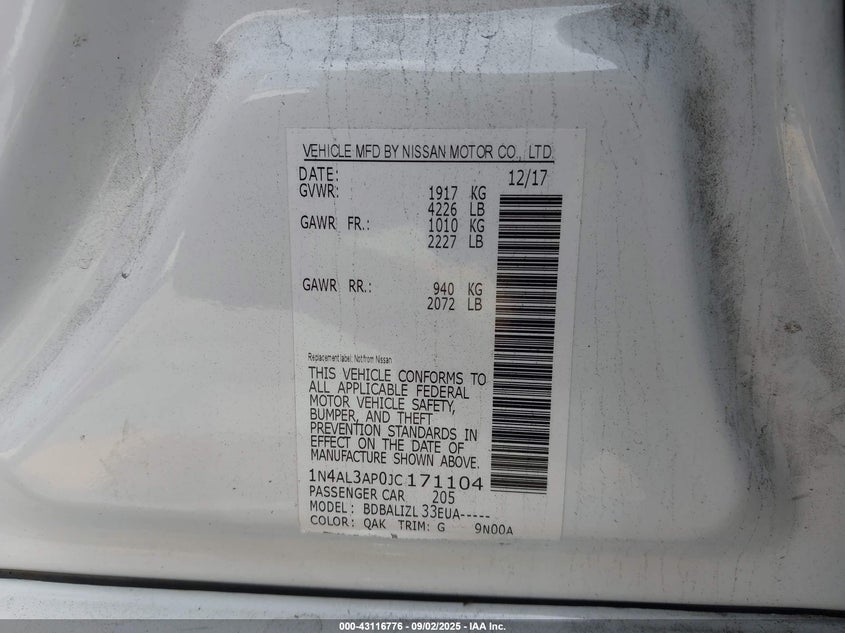 VEHICLE MFD BY NISSAN MOTOR CO., LTD
DATE: 12/17
GVWR: 1917 KG
4226 LB
GAWR FR.: 1010 KG
2227 LB
GAWR RR.: 940 KG
2072 LB
Replacement label: Not from Nissan
THIS VEHICLE CONFORMS TO
ALL APPLICABLE FEDERAL
MOTOR VEHICLE SAFETY,
BUMPER, AND THEFT
PREVENTION STANDARDS IN
EFFECT ON THE DATE OF
MANUFACTURE SHOWN ABOVE.
1N4AL3AP0JC171104
PASSENGER CAR 205
MODEL: BDBALIZL33EUA-----
COLOR: QAK TRIM: G 9N00A
000-43116776 - 09/02/2025 - IAA Inc.